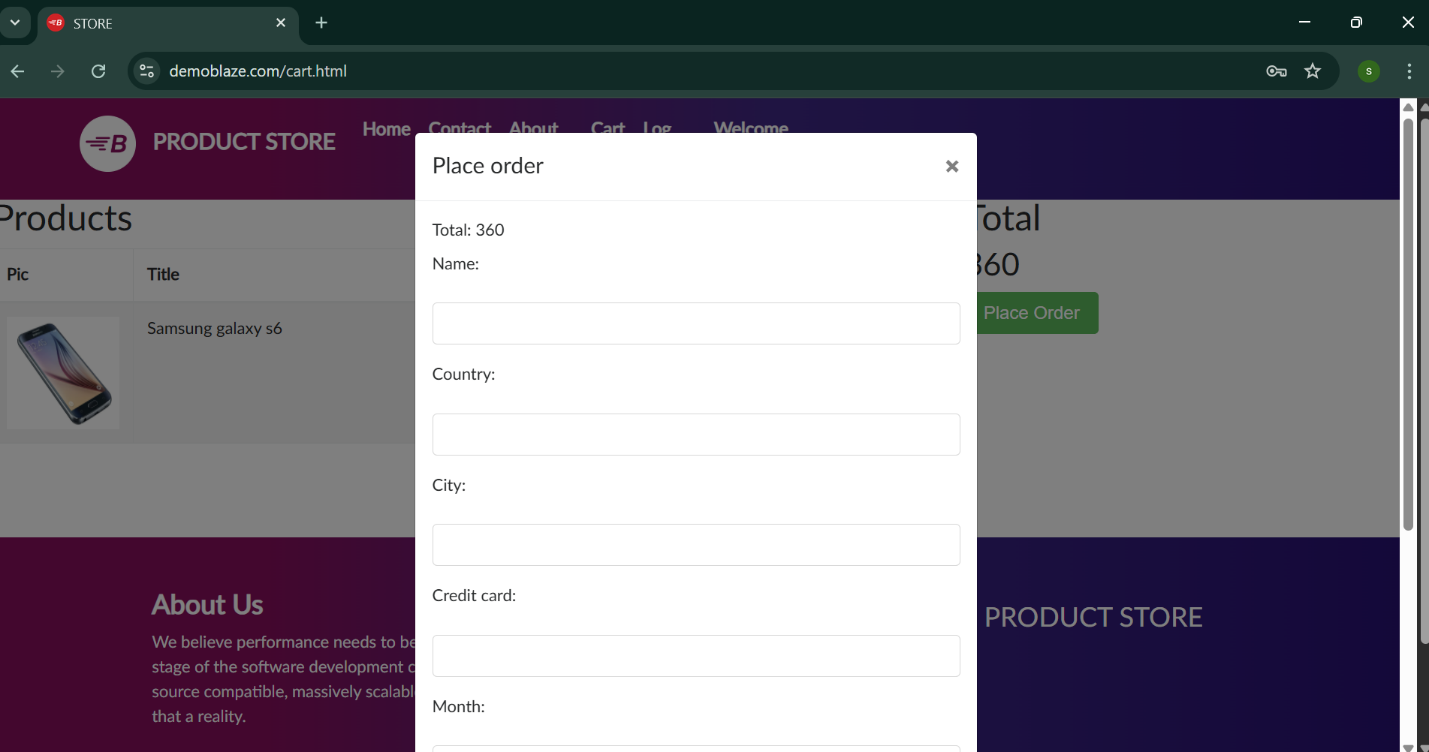 STORE
demoblaze.com/cart.html
S
B
PRODUCT STORE
Home Contact About Cart Log Welcome
Place order
Products
Total
Total: 360
360
Name:
Pic Title
Place Order
Samsung galaxy s6
Country:
City:
Credit card:
About Us
PRODUCT STORE
We believe performance needs to be
stage of the software development
source compatible, massively
that a reality.
Month: